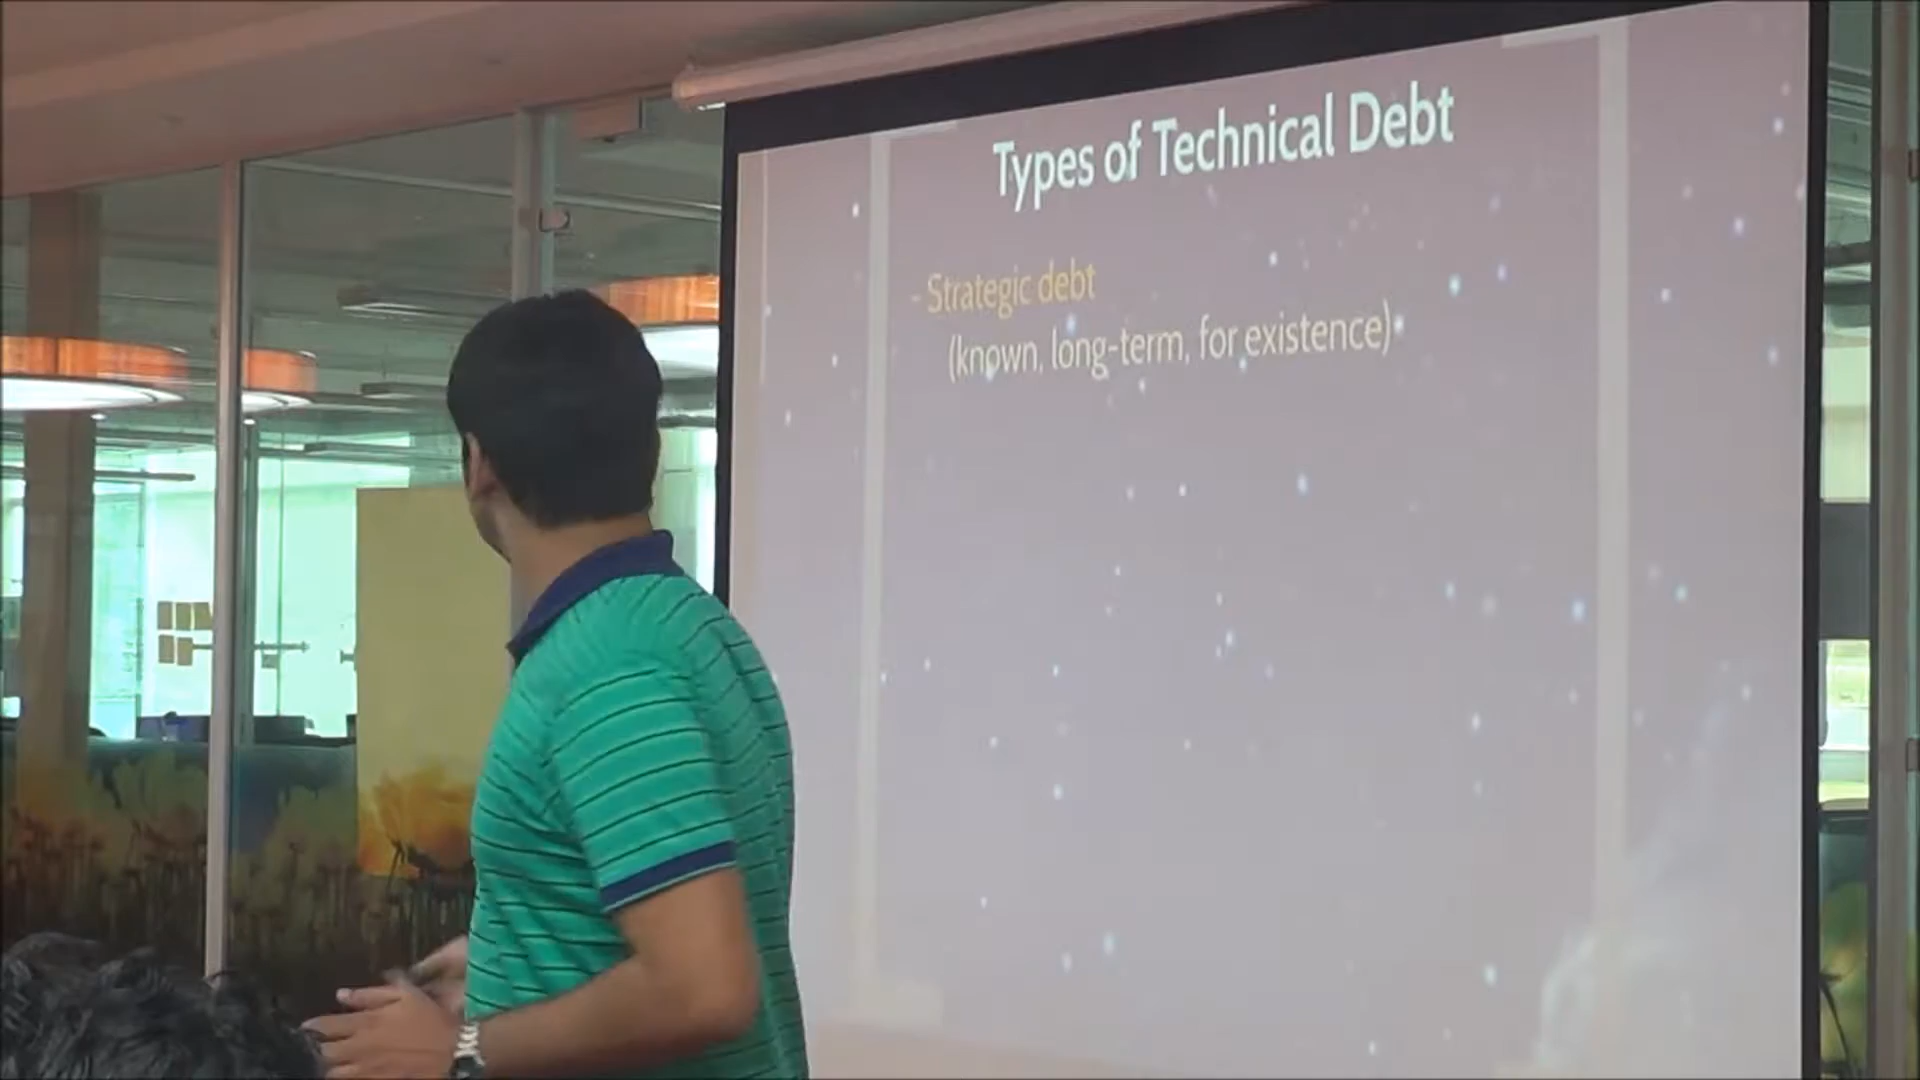 Types of Technical Debt
- Strategic debt
(known, long-term, for existence)